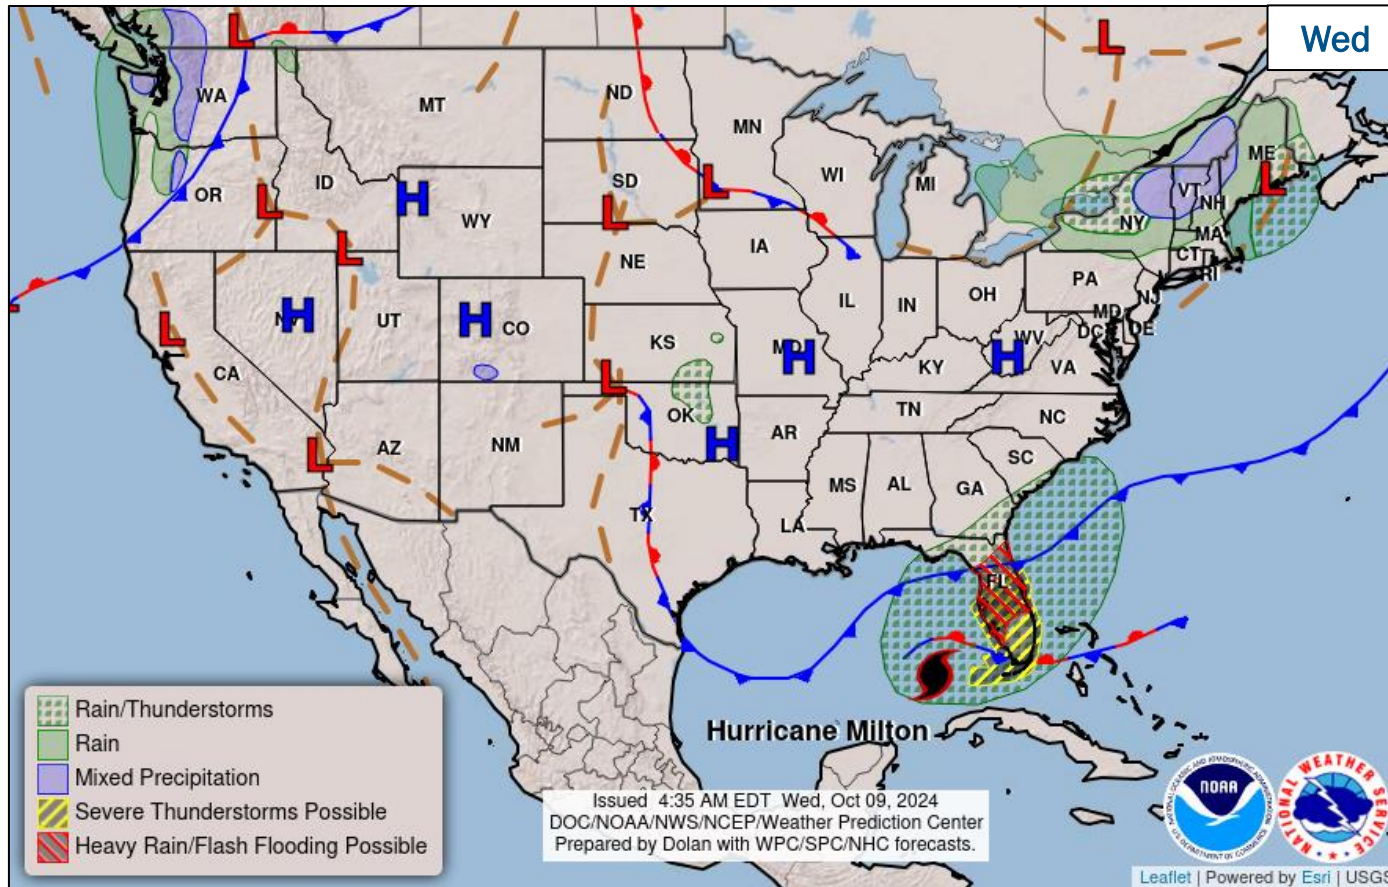 Wed
L
L
WA
MT
ND
MN
ME
OR
ID
H
WY
SD
L
WI
MI
VT
NH
L
L
L
NY
MA
L
NE
IA
CT
RI
PA
L
H
UT
H
CO
KS
H
IL
IN
OH
NJ
MD
DC
DE
WV
H
VA
CA
L
KY
OK
TN
NC
AZ
NM
H
AR
L
MS
AL
GA
SC
TX
LA
FL
Hurricane Milton
Rain/Thunderstorms
Rain
Mixed Precipitation
Severe Thunderstorms Possible
Heavy Rain/Flash Flooding Possible
Issued 4:35 AM EDT Wed, Oct 09, 2024
DOC/NOAA/NWS/NCEP/Weather Prediction Center
Prepared by Dolan with WPC/SPC/NHC forecasts.
NOAA
NATIONAL WEATHER SERVICE
Leaflet | Powered by Esri | USGS